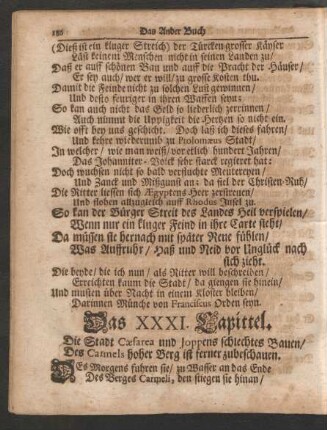 180 Das Ander Buch
(Dieß ist ein kluger Streich) der Türcken grosser Käyser
Läst keinem Menschen nicht in seinen Landen zu/
Daß er auff schönen Bau und auff die Pracht der Häuser/
Er sey auch/ wer er will/ zu grosse Kosten thu.
Damit die Feinde nicht zu solchen Lust gewinnen/
Und desto feuriger in ihren Waffen seyn:
So kan auch nicht das Geld so liederlich zerrinnen/
Auch nimmt die Uppigkeit die Hertzen so nicht ein.
Wie offt bey uns geschicht. Doch laß ich dieses fahren/
Und kehre wiederumb zu Ptolomæus Stadt/
In welcher/ wie man weiß/ vor etlich hundert Jahren/
Das Johanniter-Volck sehr starck regieret hat:
Doch wuchsen nicht so bald versuchte Meutereyen/
Und Zanck und Mißgunst an: da fiel der Christen-Ruh/
Die Ritter liessen sich Ægyptens Heer zerstreuen/
Und flohen allzugleich auff Rhodus Insel zu.
So kan der Bürger Streit des Landes Heil verspielen/
Wenn nur ein kluger Feind in ihre Carte sieht/
Da müssen sie hernach mit später Reue fühlen/
Was Auffruhr/ Haß und Neid vor Unglück nach
sich zieht.
Die beyde/ die ich nun/ als Ritter will beschreiben/
Erreichten kaum die Stadt/ da giengen sie hinein/
Und musten über Nacht in einem Kloster bleiben/
Darinnen Münche von Franciscus Orden seyn.
Das XXXI. Capittel.
Die Stadt Cæsarea und Joppens schlechtes Bauen/
Des Carmels hoher Berg ist ferner zubeschauen.
DEs Morgens fuhren sie/ zu Wasser an das Ende
Des Berges Carmeli, den stiegen sie hinan/